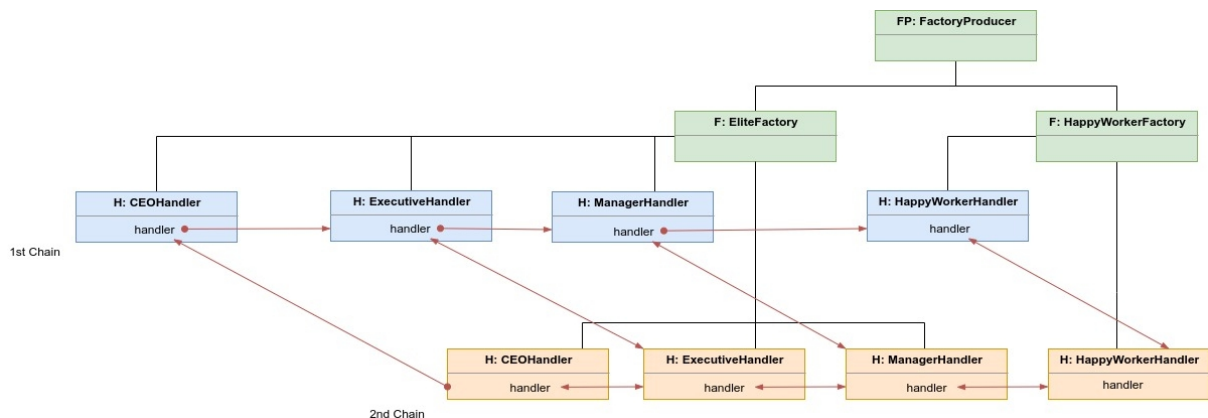 FP: FactoryProducer
F: EliteFactory
F: HappyWorkerFactory
H: CEOHandler
handler
H: ExecutiveHandler
handler
H: ManagerHandler
handler
H: HappyWorkerHandler
handler
1st Chain
H: CEOHandler
handler
H: ExecutiveHandler
handler
H: ManagerHandler
handler
H: HappyWorkerHandler
handler
2nd Chain